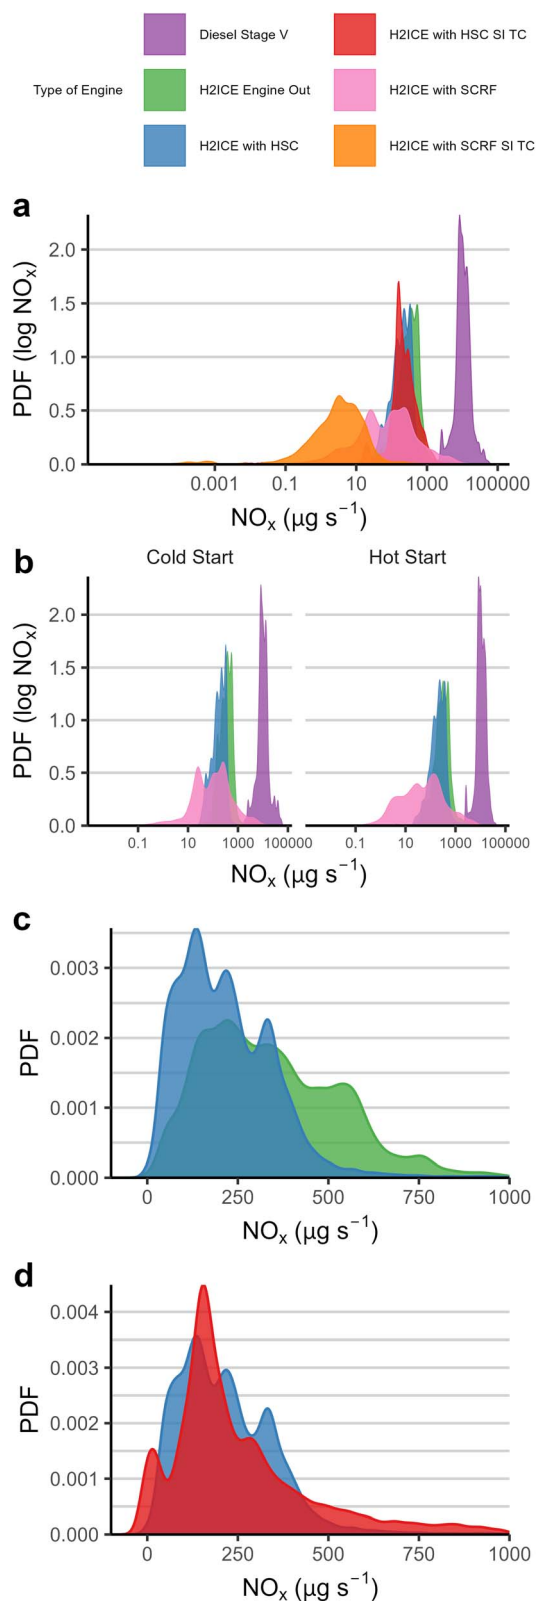 Diesel Stage V
H2ICE with HSC SI TC
Type of Engine
H2ICE Engine Out
H2ICE with SCRF
H2ICE with HSC
H2ICE with SCRF SI TC
a
PDF (log NOₓ)
2.0
1.5
1.0
0.5
0.0
0.001 0.1 10 1000 100000
NOₓ (µg s⁻¹)
b
Cold Start Hot Start
PDF (log NOₓ)
2.0
1.5
1.0
0.5
0.0
0.1 10 1000 100000 0.1 10 1000 100000
NOₓ (µg s⁻¹)
c
PDF
0.003
0.002
0.001
0.000
0 250 500 750 1000
NOₓ (µg s⁻¹)
d
PDF
0.004
0.003
0.002
0.001
0.000
0 250 500 750 1000
NOₓ (µg s⁻¹)